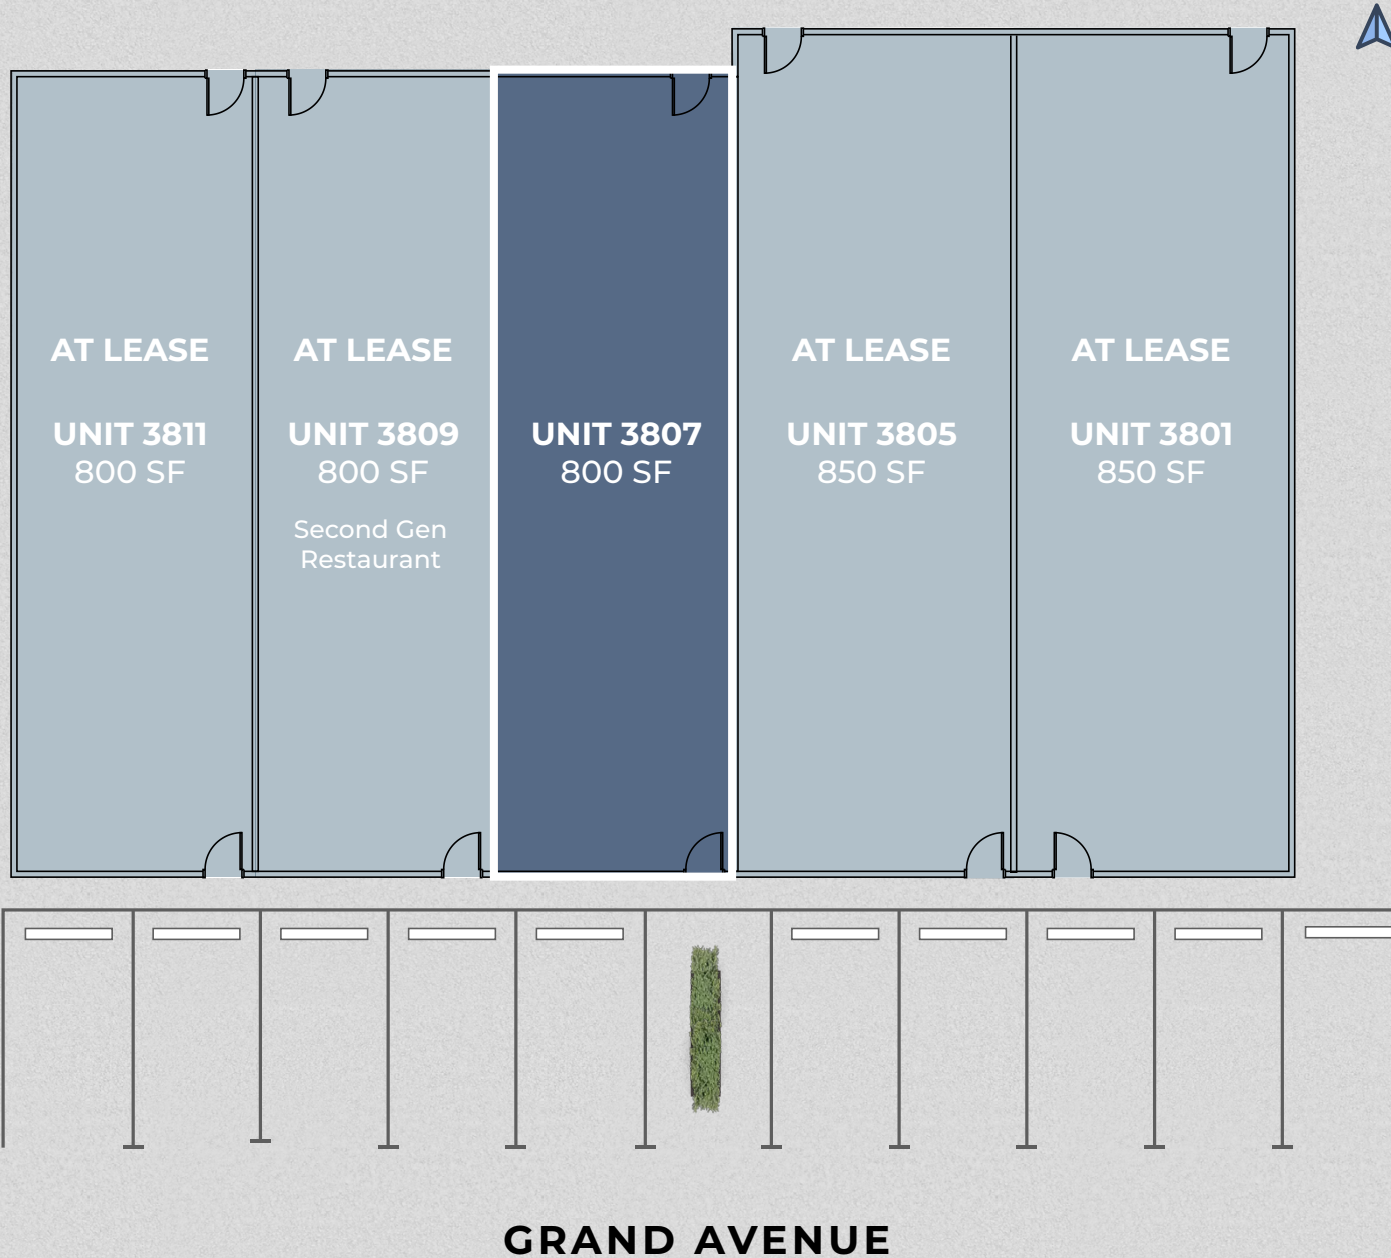 AT LEASE
UNIT 3811
800 SF
AT LEASE
UNIT 3809
800 SF
Second Gen
Restaurant
UNIT 3807
800 SF
AT LEASE
UNIT 3805
850 SF
AT LEASE
UNIT 3801
850 SF
GRAND AVENUE